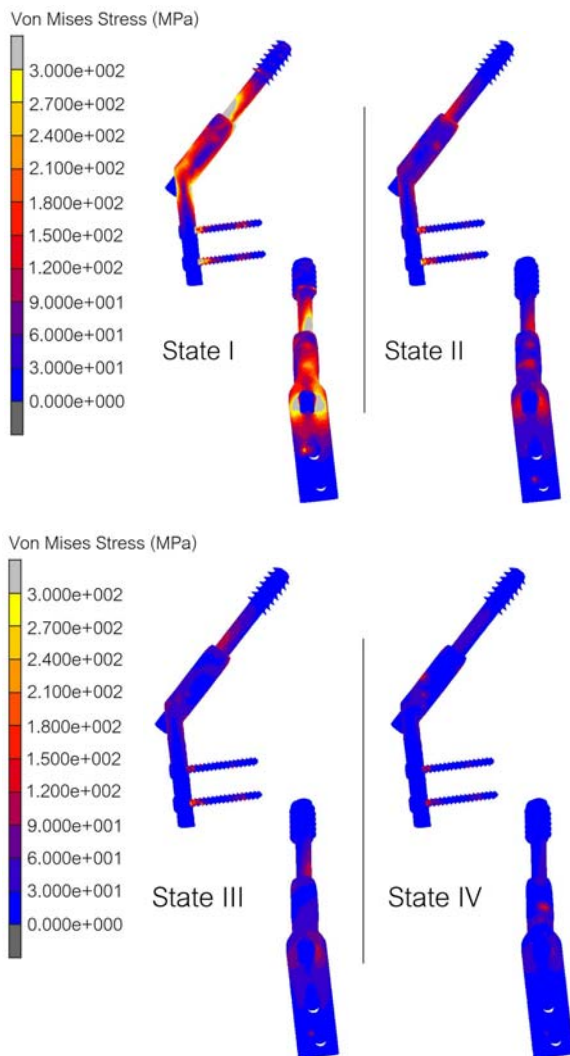 Von Mises Stress (MPa)
3.000e+002
2.700e+002
2.400e+002
2.100e+002
1.800e+002
1.500e+002
1.200e+002
9.000e+001
6.000e+001
3.000e+001
0.000e+000
State I
State II
Von Mises Stress (MPa)
3.000e+002
2.700e+002
2.400e+002
2.100e+002
1.800e+002
1.500e+002
1.200e+002
9.000e+001
6.000e+001
3.000e+001
0.000e+000
State III
State IV